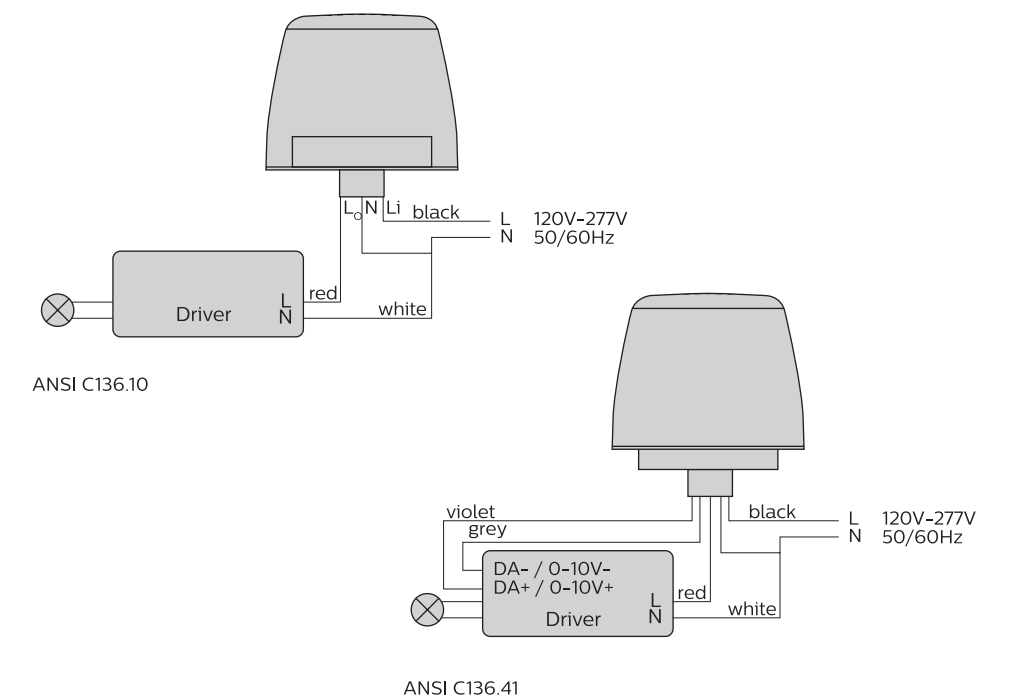 Lo N Li black L 120V-277V
N 50/60Hz
red
L
Driver N
white
ANSI C136.10
violet
grey
black L 120V-277V
N 50/60Hz
DA- / 0-10V-
DA+ / 0-10V+
red
L
Driver N
white
ANSI C136.41